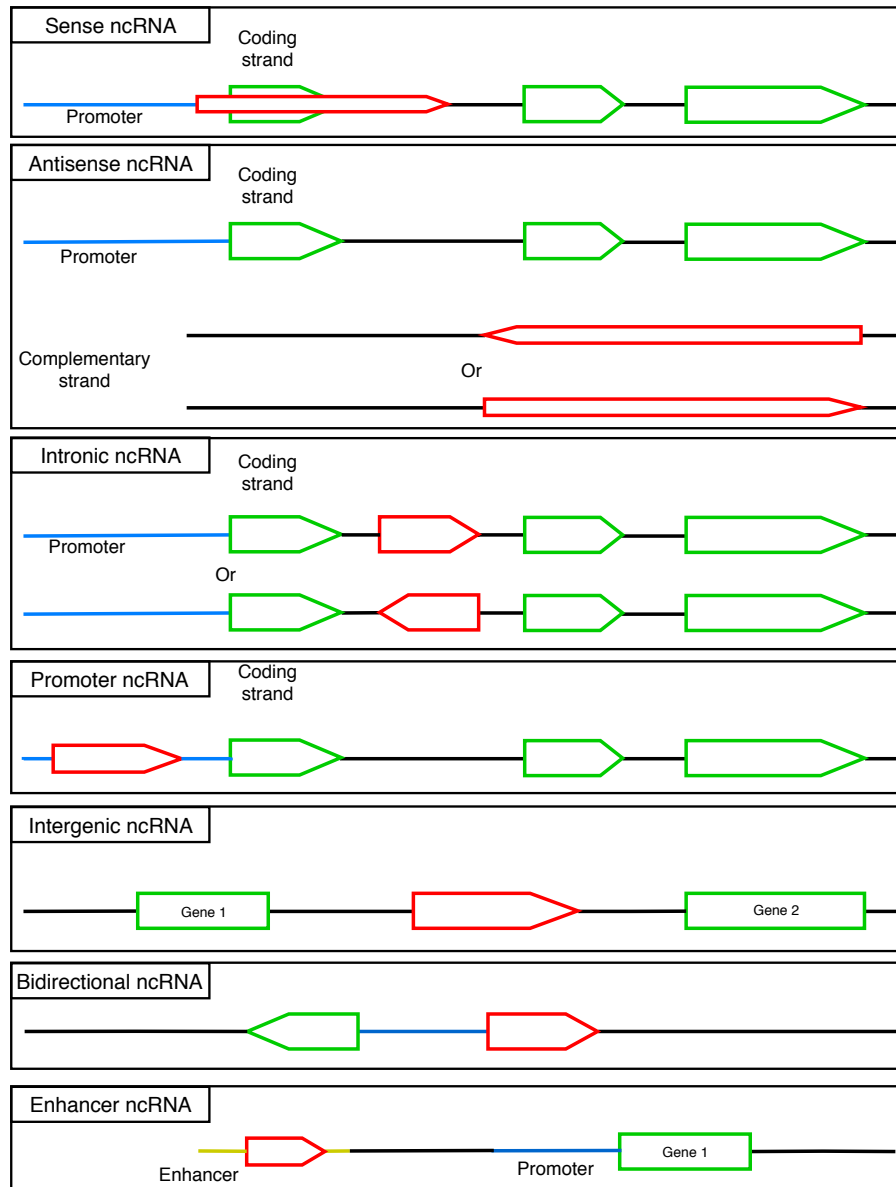 Sense ncRNA
Coding
strand
Promoter
Antisense ncRNA
Coding
strand
Promoter
Complementary
strand
Or
Intronic ncRNA
Coding
strand
Promoter
Or
Promoter ncRNA
Coding
strand
Intergenic ncRNA
Gene 1
Gene 2
Bidirectional ncRNA
Enhancer ncRNA
Enhancer
Promoter
Gene 1